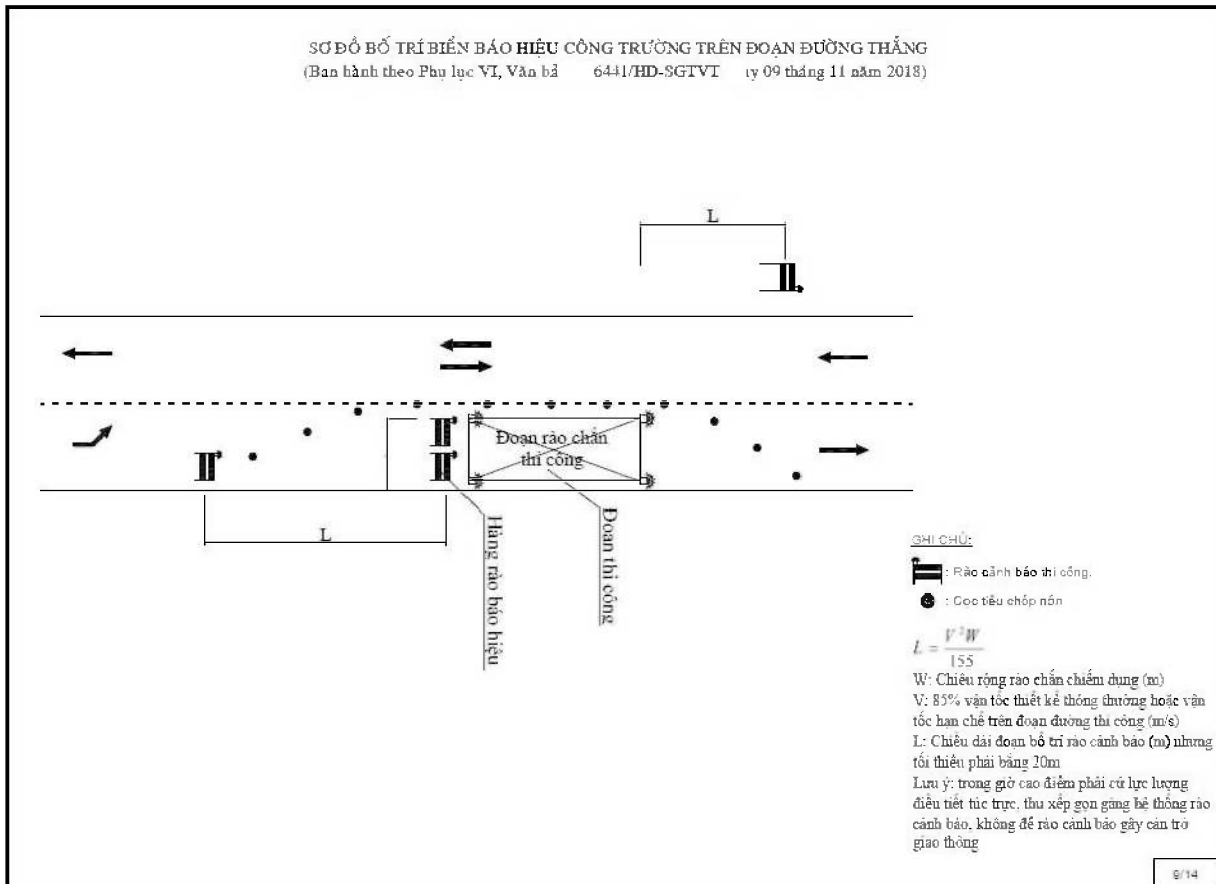 SƠ ĐỒ BỐ TRÍ BIỂN BÁO HIỆU CÔNG TRƯỜNG TRÊN ĐOẠN ĐƯỜNG THẲNG
(Ban hành theo Phụ lục VI, Văn bả 6441/HD-SGTVT ày 09 tháng 11 năm 2018)
L
Đoạn rào chắn
thi công
L
Hàng rào báo hiệu
Đoạn thi công
GHI CHÚ:
: Rào cảnh báo thi công.
: Cọc tiêu chóp nón
L = V²W / 155
W: Chiều rộng rào chắn chiếm dụng (m)
V: 85% vận tốc thiết kế thông thường hoặc vận
tốc hạn chế trên đoạn đường thi công (m/s)
L: Chiều dài đoạn bố trí rào cảnh báo (m) nhưng
tối thiểu phải bằng 20m
Lưu ý: trong giờ cao điểm phải cử lực lượng
điều tiết túc trực, thu xếp gọn gàng hệ thống rào
cảnh báo, không để rào cảnh báo gây cản trở
giao thông
9/14